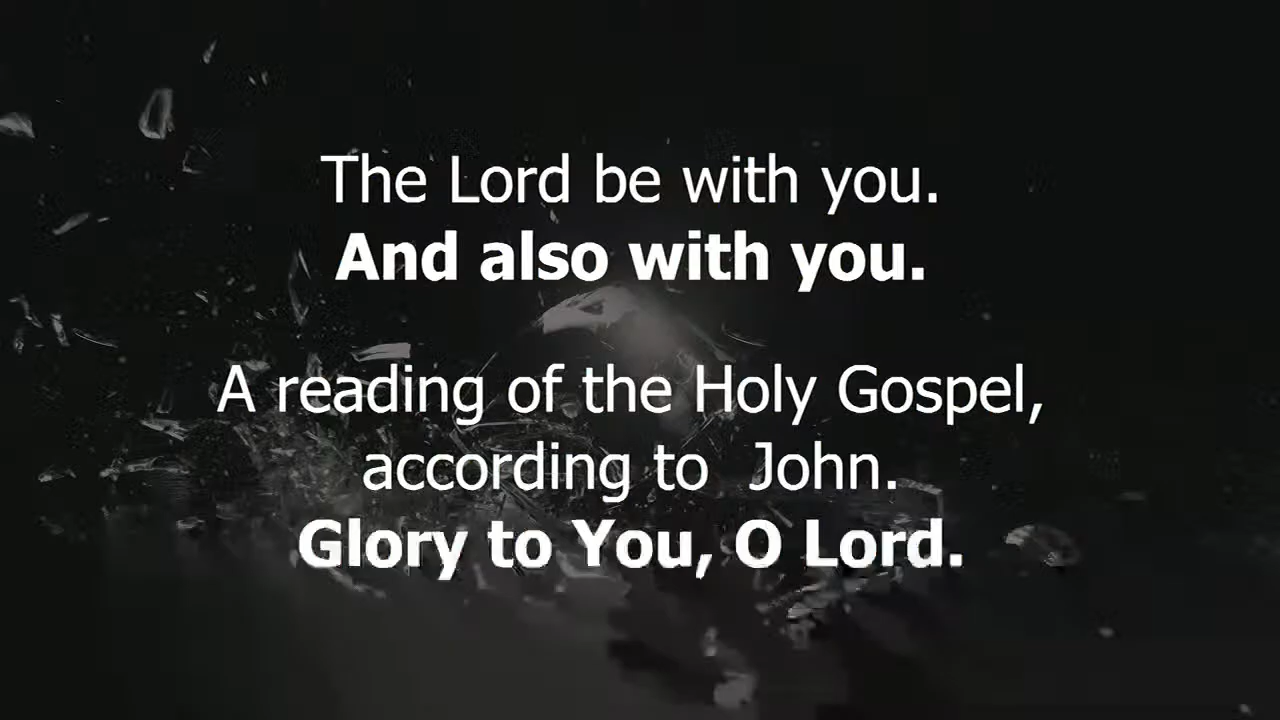 The Lord be with you.
And also with you.
A reading of the Holy Gospel,
according to  John.
Glory to You, O Lord.